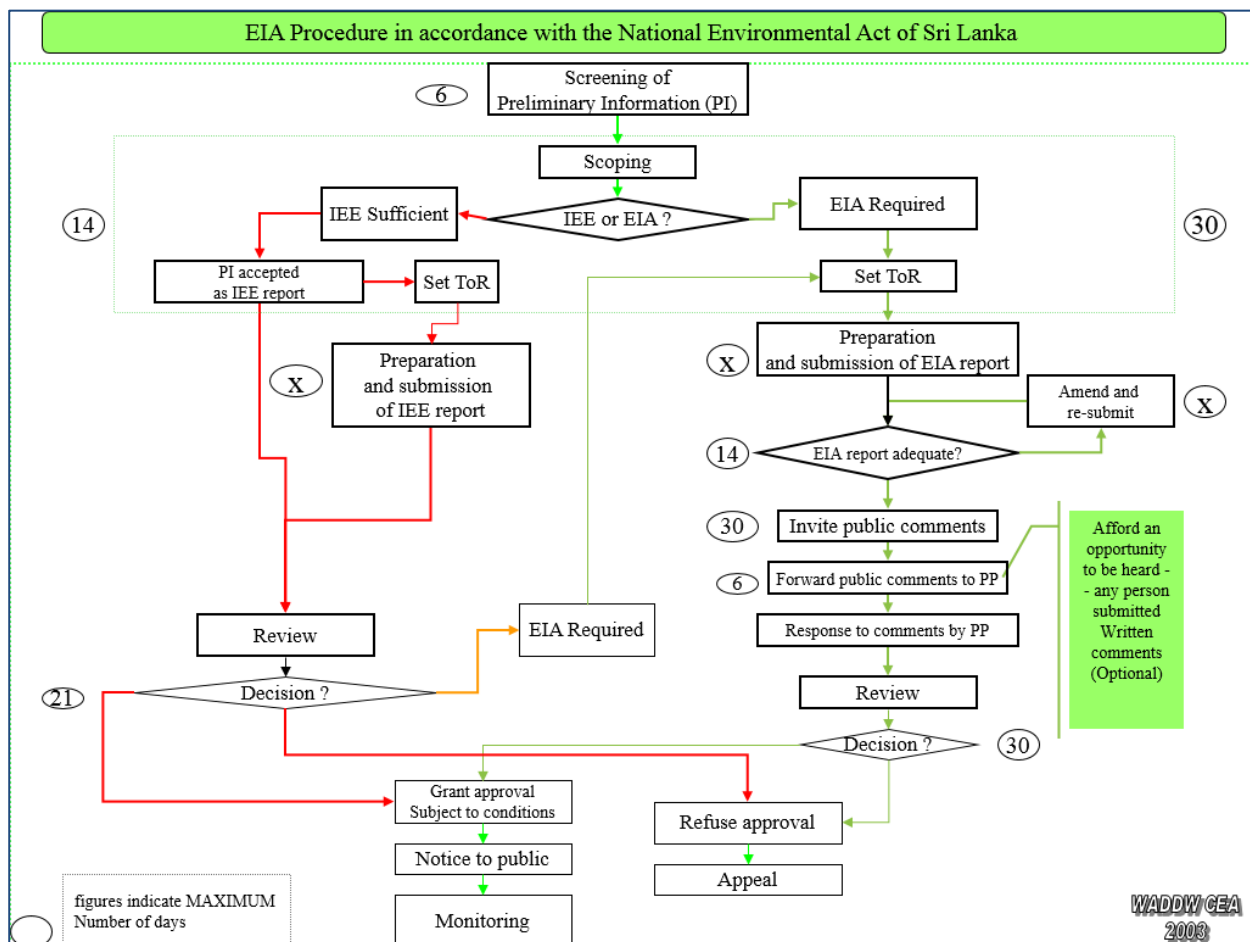 EIA Procedure in accordance with the National Environmental Act of Sri Lanka
6
Screening of
Preliminary Information (PI)
Scoping
IEE or EIA ?
IEE Sufficient
EIA Required
14
30
PI accepted
as IEE report
Set ToR
Set ToR
X
Preparation
and submission
of IEE report
X
Preparation
and submission of EIA report
Amend and
re-submit
X
14
EIA report adequate?
30
Invite public comments
6
Forward public comments to PP
Response to comments by PP
Afford an
opportunity
to be heard -
- any person
submitted
Written
comments
(Optional)
Review
EIA Required
21
Decision ?
Review
Decision ?
30
Grant approval
Subject to conditions
Refuse approval
Notice to public
Appeal
Monitoring
figures indicate MAXIMUM
Number of days
WADDW CEA
2003